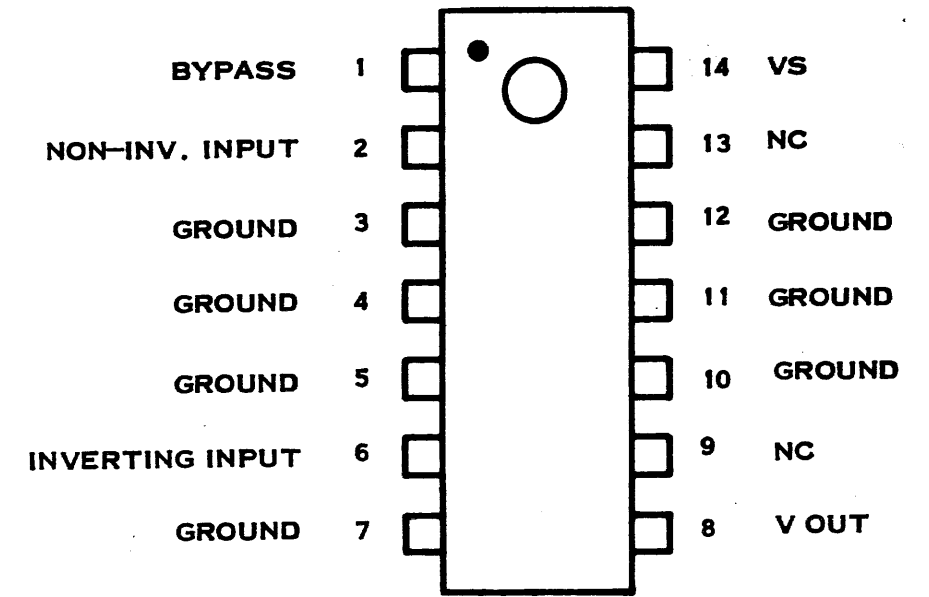 BYPASS 1 14 VS
NON-INV. INPUT 2 13 NC
GROUND 3 12 GROUND
GROUND 4 11 GROUND
GROUND 5 10 GROUND
INVERTING INPUT 6 9 NC
GROUND 7 8 V OUT